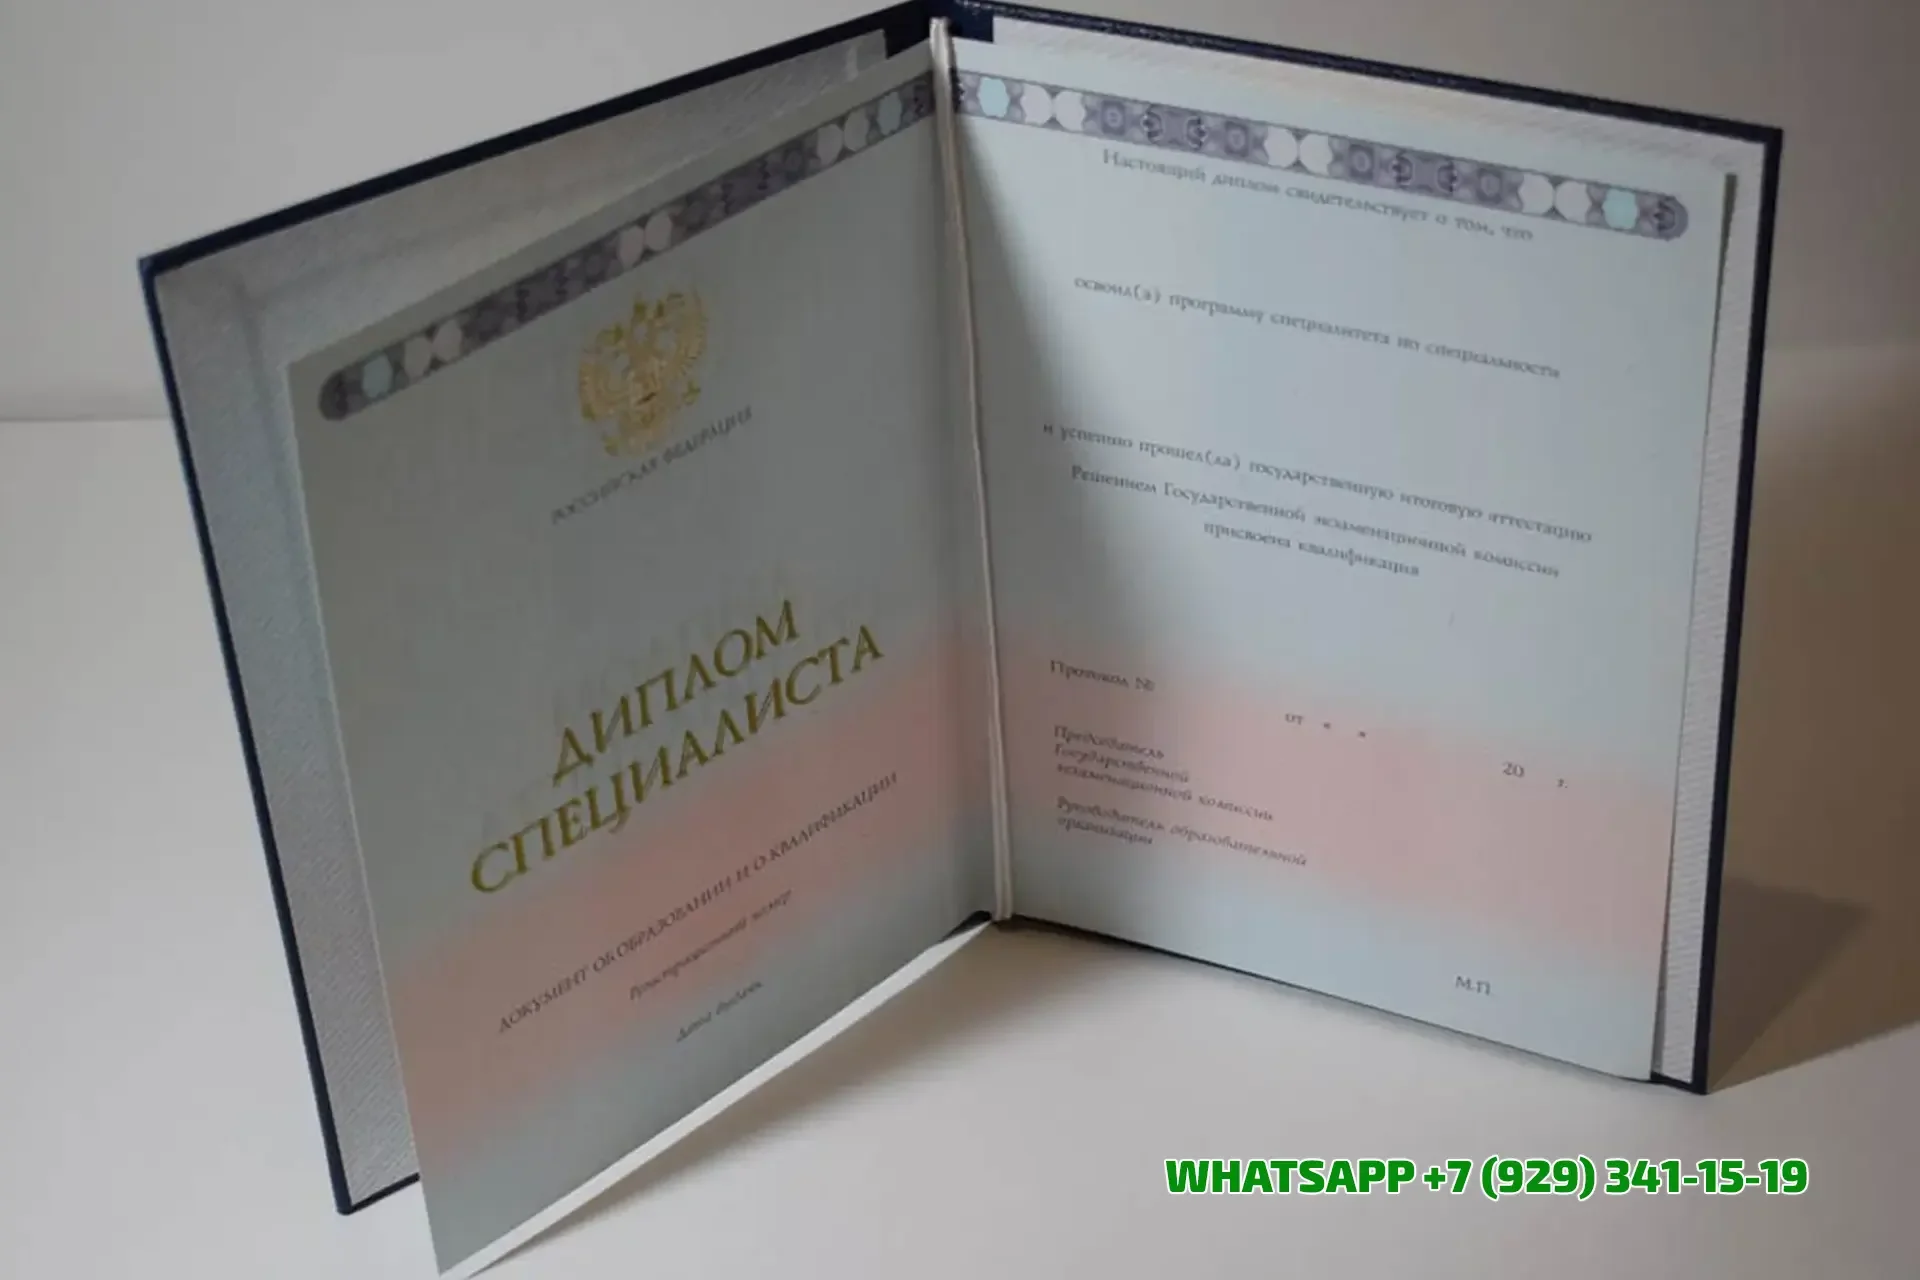 РОССИЙСКАЯ ФЕДЕРАЦИЯ
ДИПЛОМ
СПЕЦИАЛИСТА
ДОКУМЕНТ ОБ ОБРАЗОВАНИИ И О КВАЛИФИКАЦИИ
Регистрационный номер
Дата выдачи
Настоящий диплом свидетельствует о том, что
освоил(а) программу специалитета по специальности
и успешно прошел(ла) государственную итоговую аттестацию
Решением Государственной экзаменационной комиссии
присвоена квалификация
Протокол №
от « »
20 г.
Председатель
Государственной
экзаменационной комиссии
Руководитель образовательной
организации
М.П.
WHATSAPP +7 (929) 341-15-19